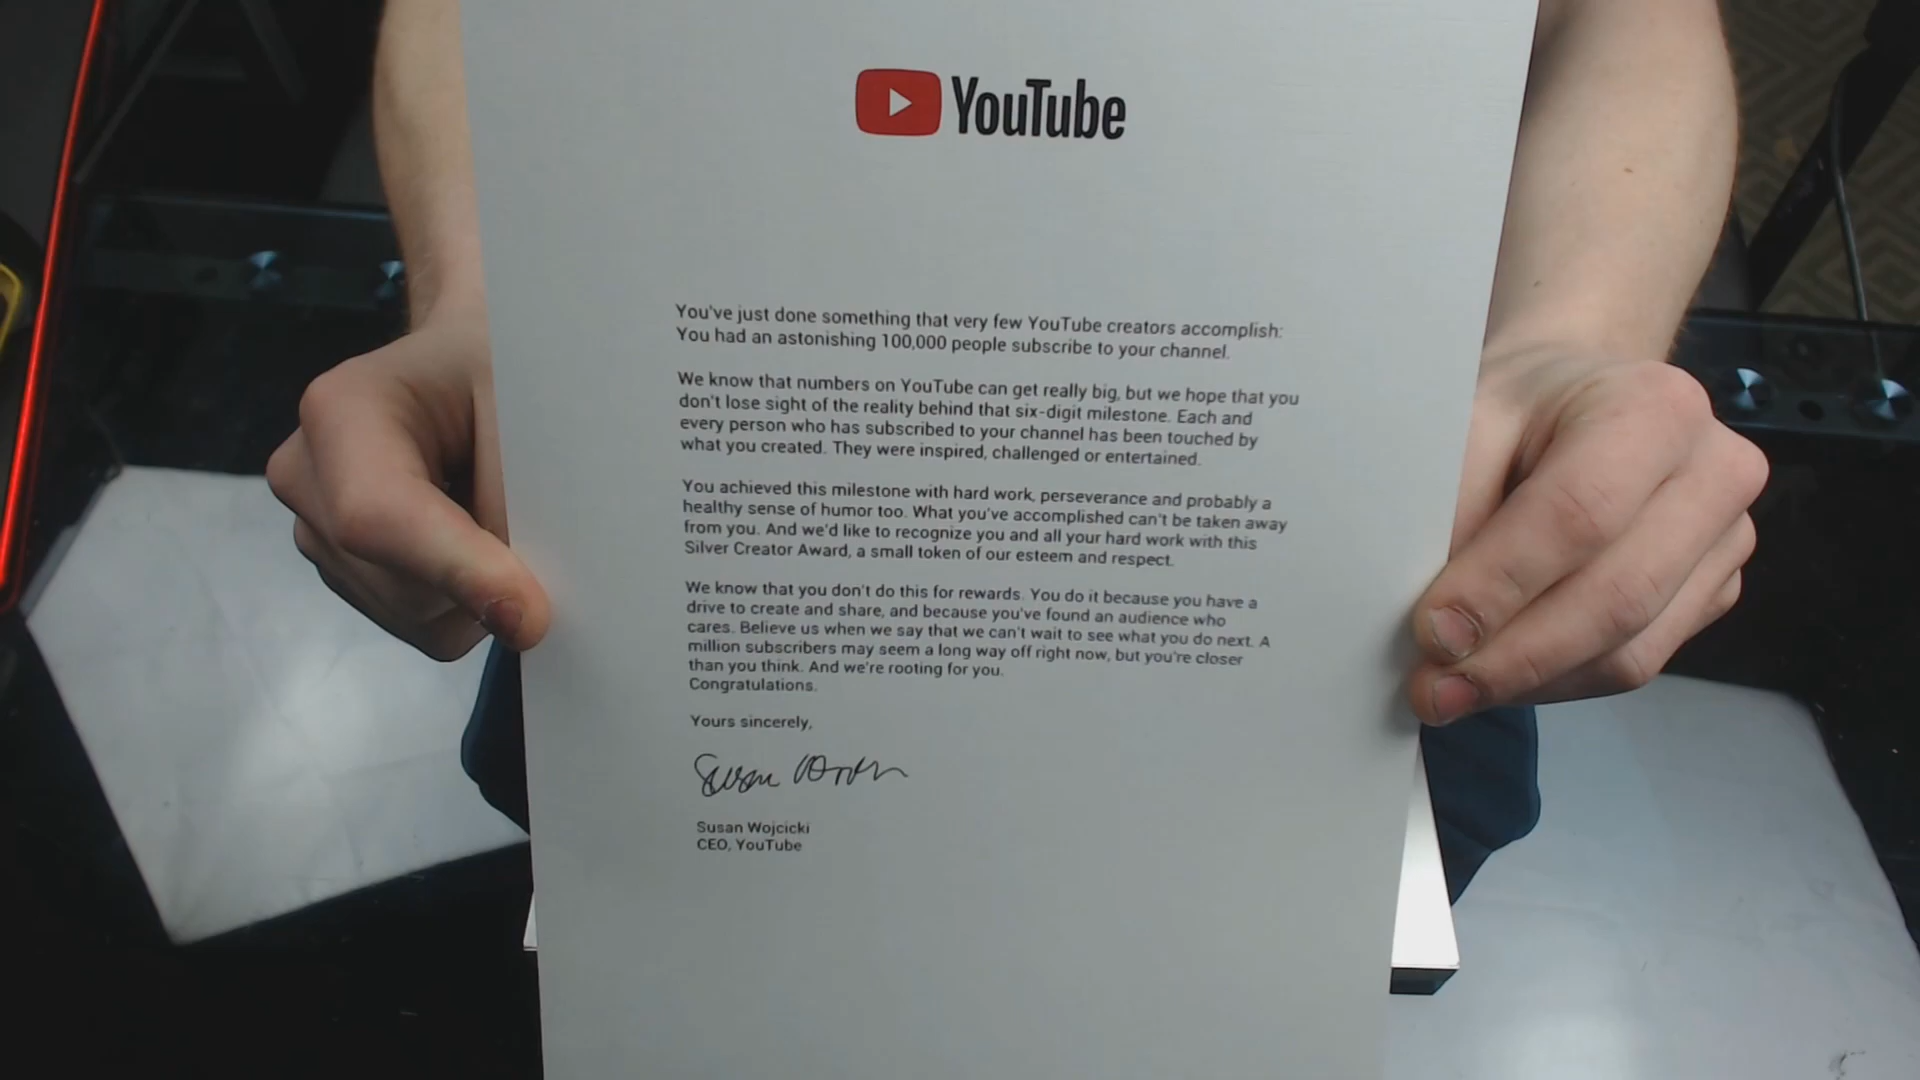 YouTube
You've just done something that very few YouTube creators accomplish:
You had an astonishing 100,000 people subscribe to your channel.
We know that numbers on YouTube can get really big, but we hope that you
don't lose sight of the reality behind that six-digit milestone. Each and
every person who has subscribed to your channel has been touched by
what you created. They were inspired, challenged or entertained.
You achieved this milestone with hard work, perseverance and probably a
healthy sense of humor too. What you've accomplished can't be taken away
from you. And we'd like to recognize you and all your hard work with this
Silver Creator Award, a small token of our esteem and respect.
We know that you don't do this for rewards. You do it because you have a
drive to create and share, and because you've found an audience who
cares. Believe us when we say that we can't wait to see what you do next. A
million subscribers may seem a long way off right now, but you're closer
than you think. And we're rooting for you.
Congratulations.
Yours sincerely,
Susan Wojcicki
CEO, YouTube